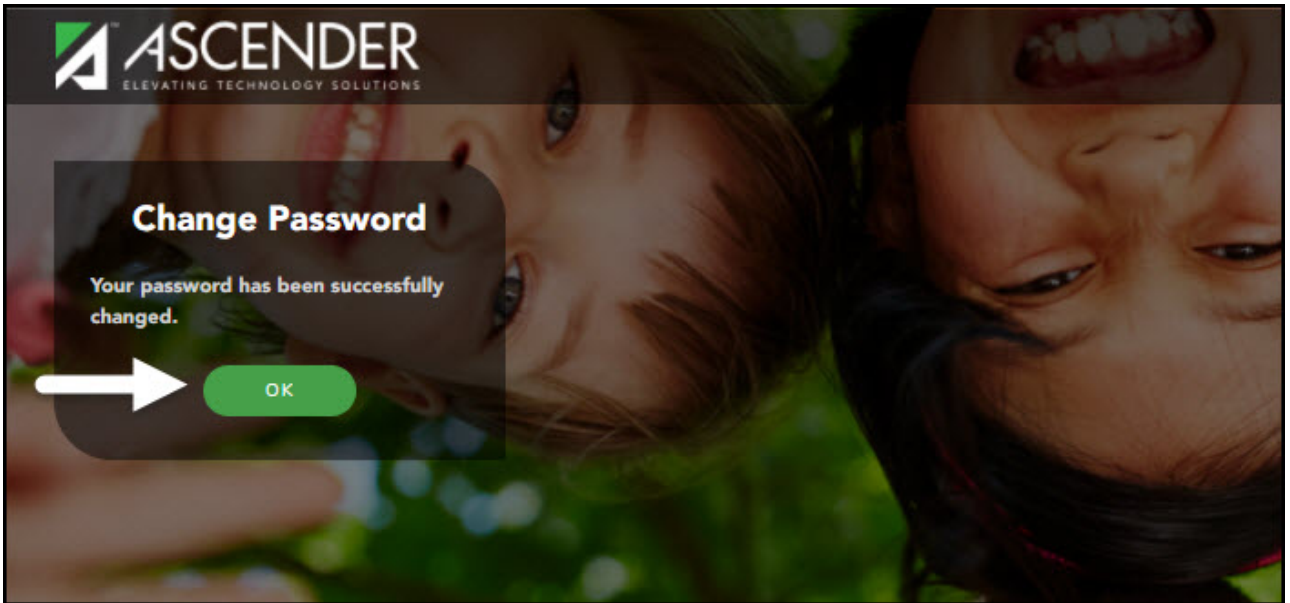 ASCENDER
ELEVATING TECHNOLOGY SOLUTIONS
Change Password
Your password has been successfully
changed.
OK